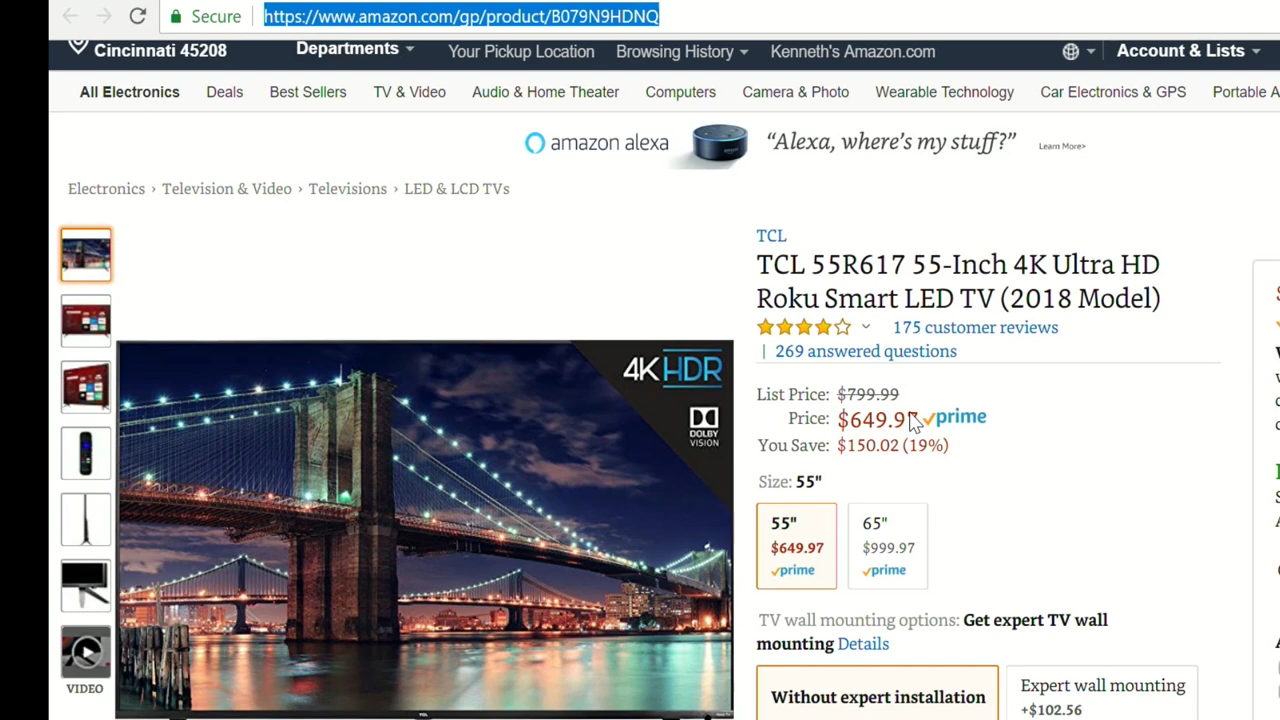 Secure https://www.amazon.com/gp/product/B079N9HDNQ
Cincinnati 45208 Departments Your Pickup Location Browsing History Kenneth's Amazon.com Account & Lists
All Electronics Deals Best Sellers TV & Video Audio & Home Theater Computers Camera & Photo Wearable Technology Car Electronics & GPS Portable A
amazon alexa “Alexa, where’s my stuff?” Learn More>
Electronics › Television & Video › Televisions › LED & LCD TVs
TCL
TCL 55R617 55-Inch 4K Ultra HD
Roku Smart LED TV (2018 Model)
175 customer reviews
| 269 answered questions
4K HDR
DOLBY
VISION
List Price: $799.99
Price: $649.97 prime
You Save: $150.02 (19%)
Size: 55"
55" 65"
$649.97 $999.97
prime prime
TV wall mounting options: Get expert TV wall
mounting Details
VIDEO
Without expert installation Expert wall mounting
+$102.56
TCL